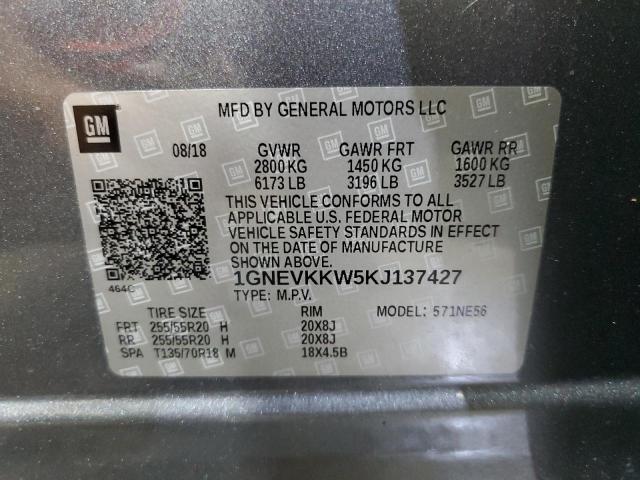 GM
MFD BY GENERAL MOTORS LLC
08/18 GVWR GAWR FRT GAWR RR
2800 KG 1450 KG 1600 KG
6173 LB 3196 LB 3527 LB
THIS VEHICLE CONFORMS TO ALL
APPLICABLE U.S. FEDERAL MOTOR
VEHICLE SAFETY STANDARDS IN EFFECT
ON THE DATE OF MANUFACTURE
SHOWN ABOVE.
464C
1GNEVKKW5KJ137427
TYPE: M.P.V.
TIRE SIZE RIM MODEL: 571NE56
FRT 255/55R20 H 20X8J
RR 255/55R20 H 20X8J
SPA T135/70R18 M 18X4.5B